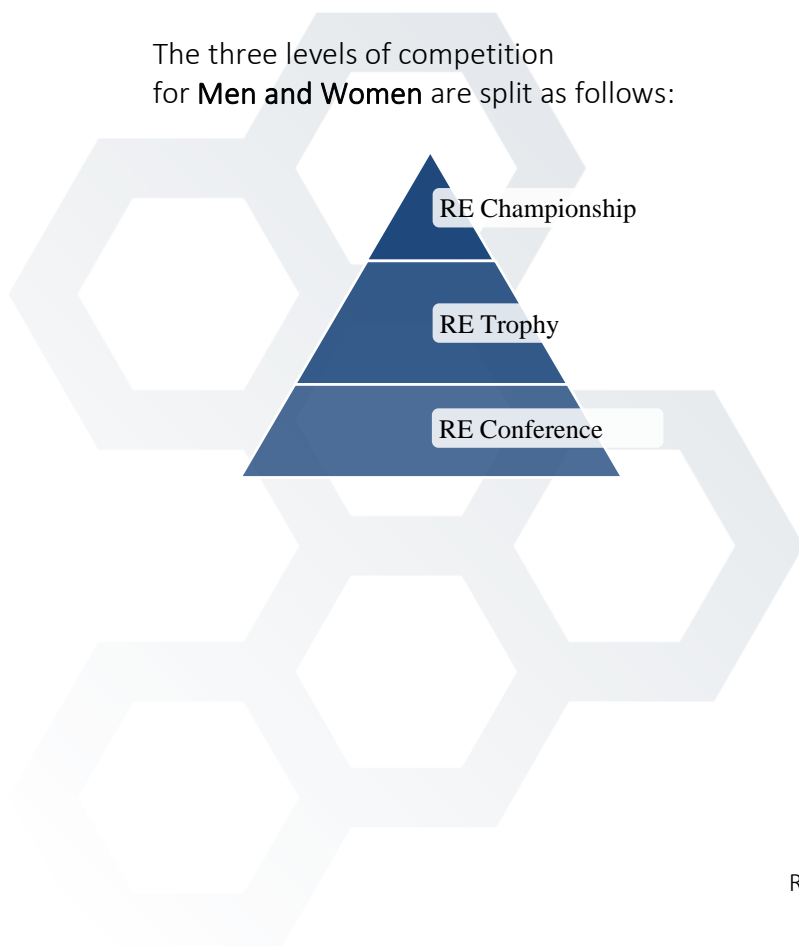 The three levels of competition
for Men and Women are split as follows:
RE Championship
RE Trophy
RE Conference
R